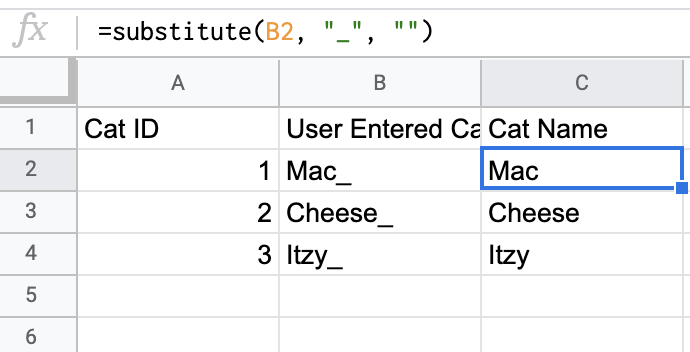 fx =substitute(B2, "_", "")
A B C
1 Cat ID User Entered Ca Cat Name
2 1 Mac_ Mac
3 2 Cheese_ Cheese
4 3 Itzy_ Itzy
5
6